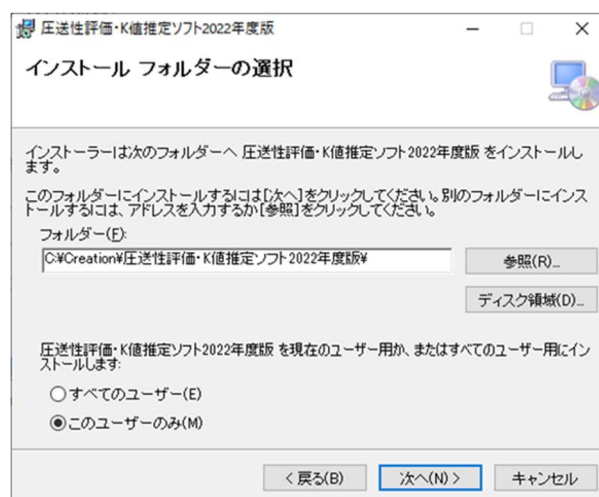 圧送性評価・K値推定ソフト2022年度版
インストール フォルダーの選択
インストーラーは次のフォルダーへ 圧送性評価・K値推定ソフト2022年度版 をインストールし
ます。
このフォルダーにインストールするには[次へ]をクリックしてください。別のフォルダーにインス
トールするには、アドレスを入力するか[参照]をクリックしてください。
フォルダー(F):
C:¥Creation¥圧送性評価・K値推定ソフト2022年度版¥
参照(R)...
ディスク領域(D)...
圧送性評価・K値推定ソフト2022年度版 を現在のユーザー用か、またはすべてのユーザー用にイン
ストールします:
すべてのユーザー(E)
このユーザーのみ(M)
< 戻る(B)
次へ(N) >
キャンセル